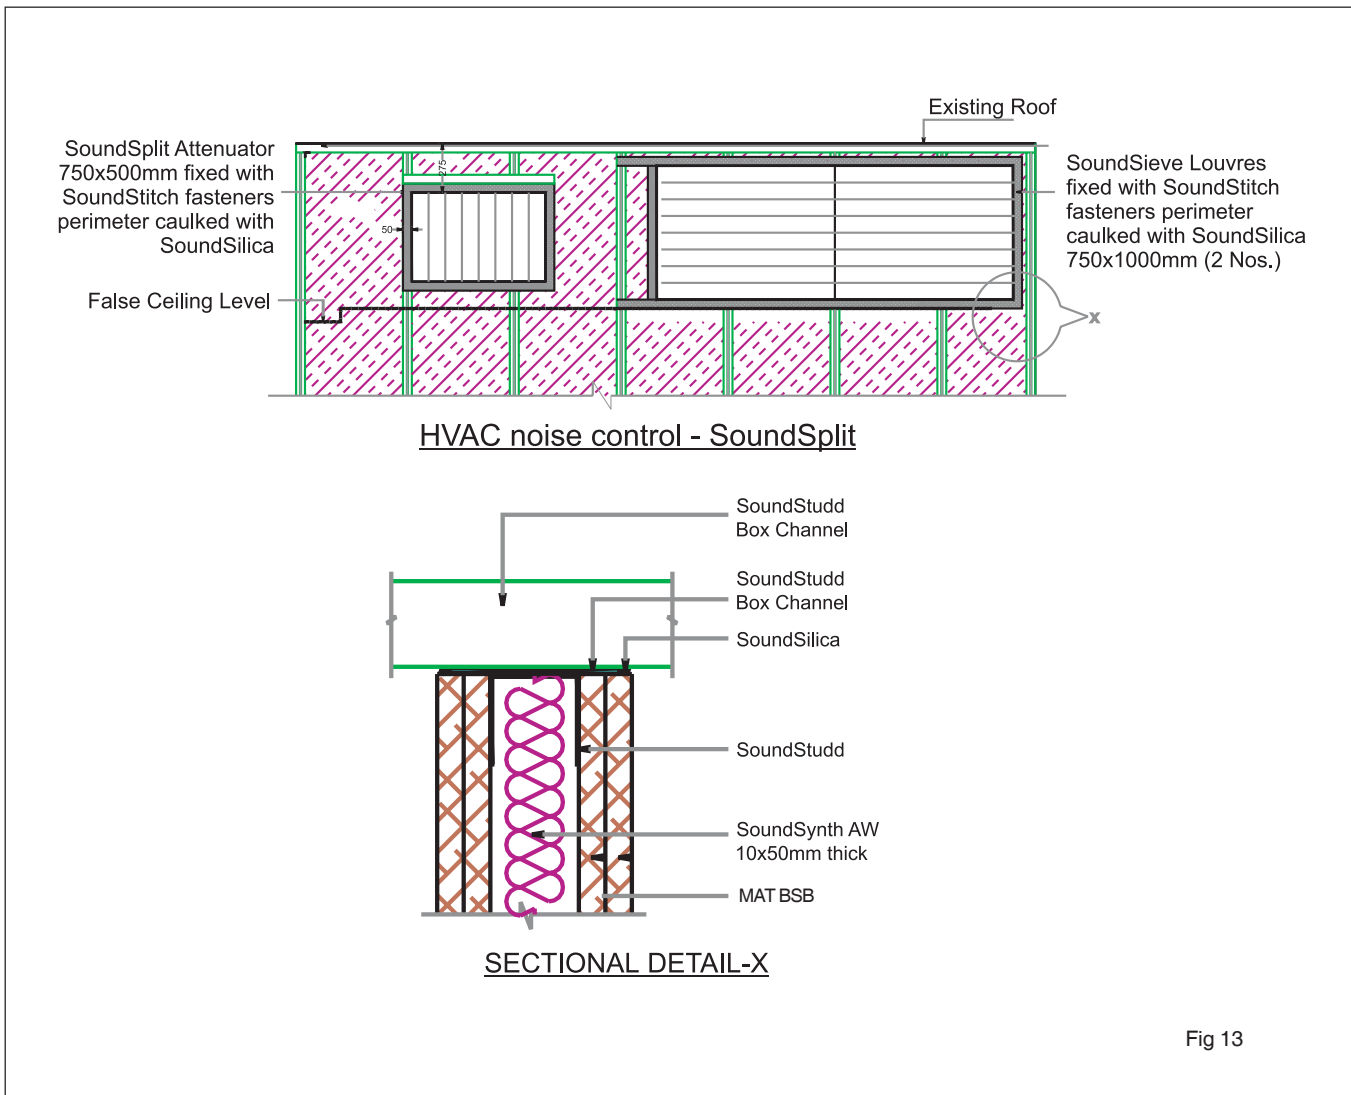 Existing Roof
SoundSplit Attenuator
750x500mm fixed with
SoundStitch fasteners
perimeter caulked with
SoundSilica
275
50
SoundSieve Louvres
fixed with SoundStitch
fasteners perimeter
caulked with SoundSilica
750x1000mm (2 Nos.)
False Ceiling Level
x
HVAC noise control - SoundSplit
SoundStudd
Box Channel
SoundStudd
Box Channel
SoundSilica
SoundStudd
SoundSynth AW
10x50mm thick
MAT BSB
SECTIONAL DETAIL-X
Fig 13